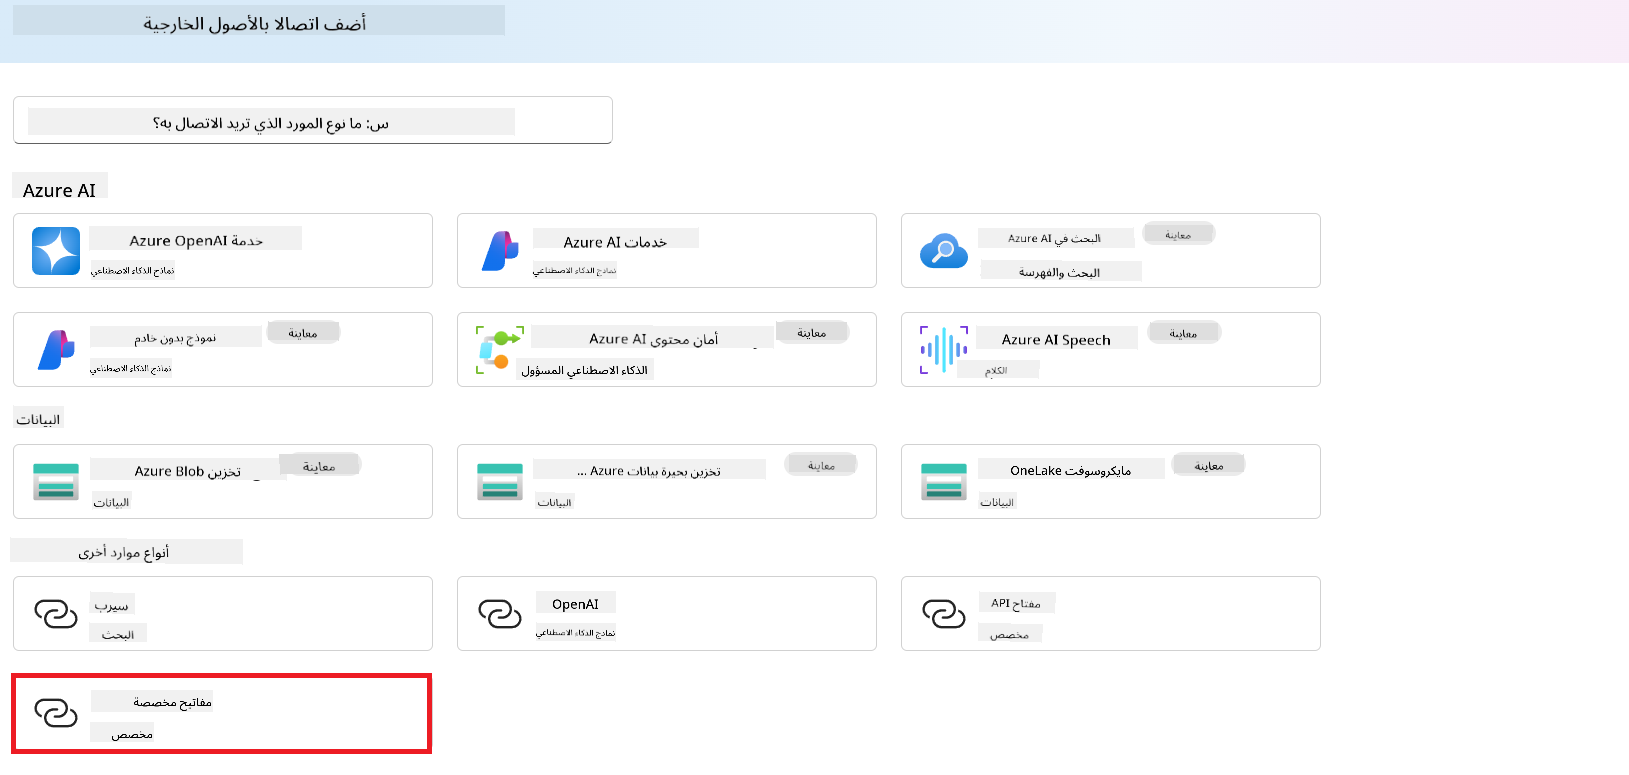 أضف اتصالا بالأصول الخارجية
س: ما نوع المورد الذي تريد الاتصال به؟
Azure AI
خدمة Azure OpenAI
نماذج الذكاء الاصطناعي
خدمات Azure AI
نماذج الذكاء الاصطناعي
البحث في Azure AI
معاينة
البحث والفهرسة
نموذج بدون خادم
معاينة
نماذج الذكاء الاصطناعي
أمان محتوى Azure AI
معاينة
الذكاء الاصطناعي المسؤول
Azure AI Speech
معاينة
الكلام
البيانات
تخزين Azure Blob
معاينة
البيانات
تخزين بحيرة بيانات Azure ...
معاينة
البيانات
مايكروسوفت OneLake
معاينة
البيانات
أنواع موارد أخرى
سيرب
البحث
OpenAI
نماذج الذكاء الاصطناعي
مفتاح API
مخصص
مفاتيح مخصصة
مخصص